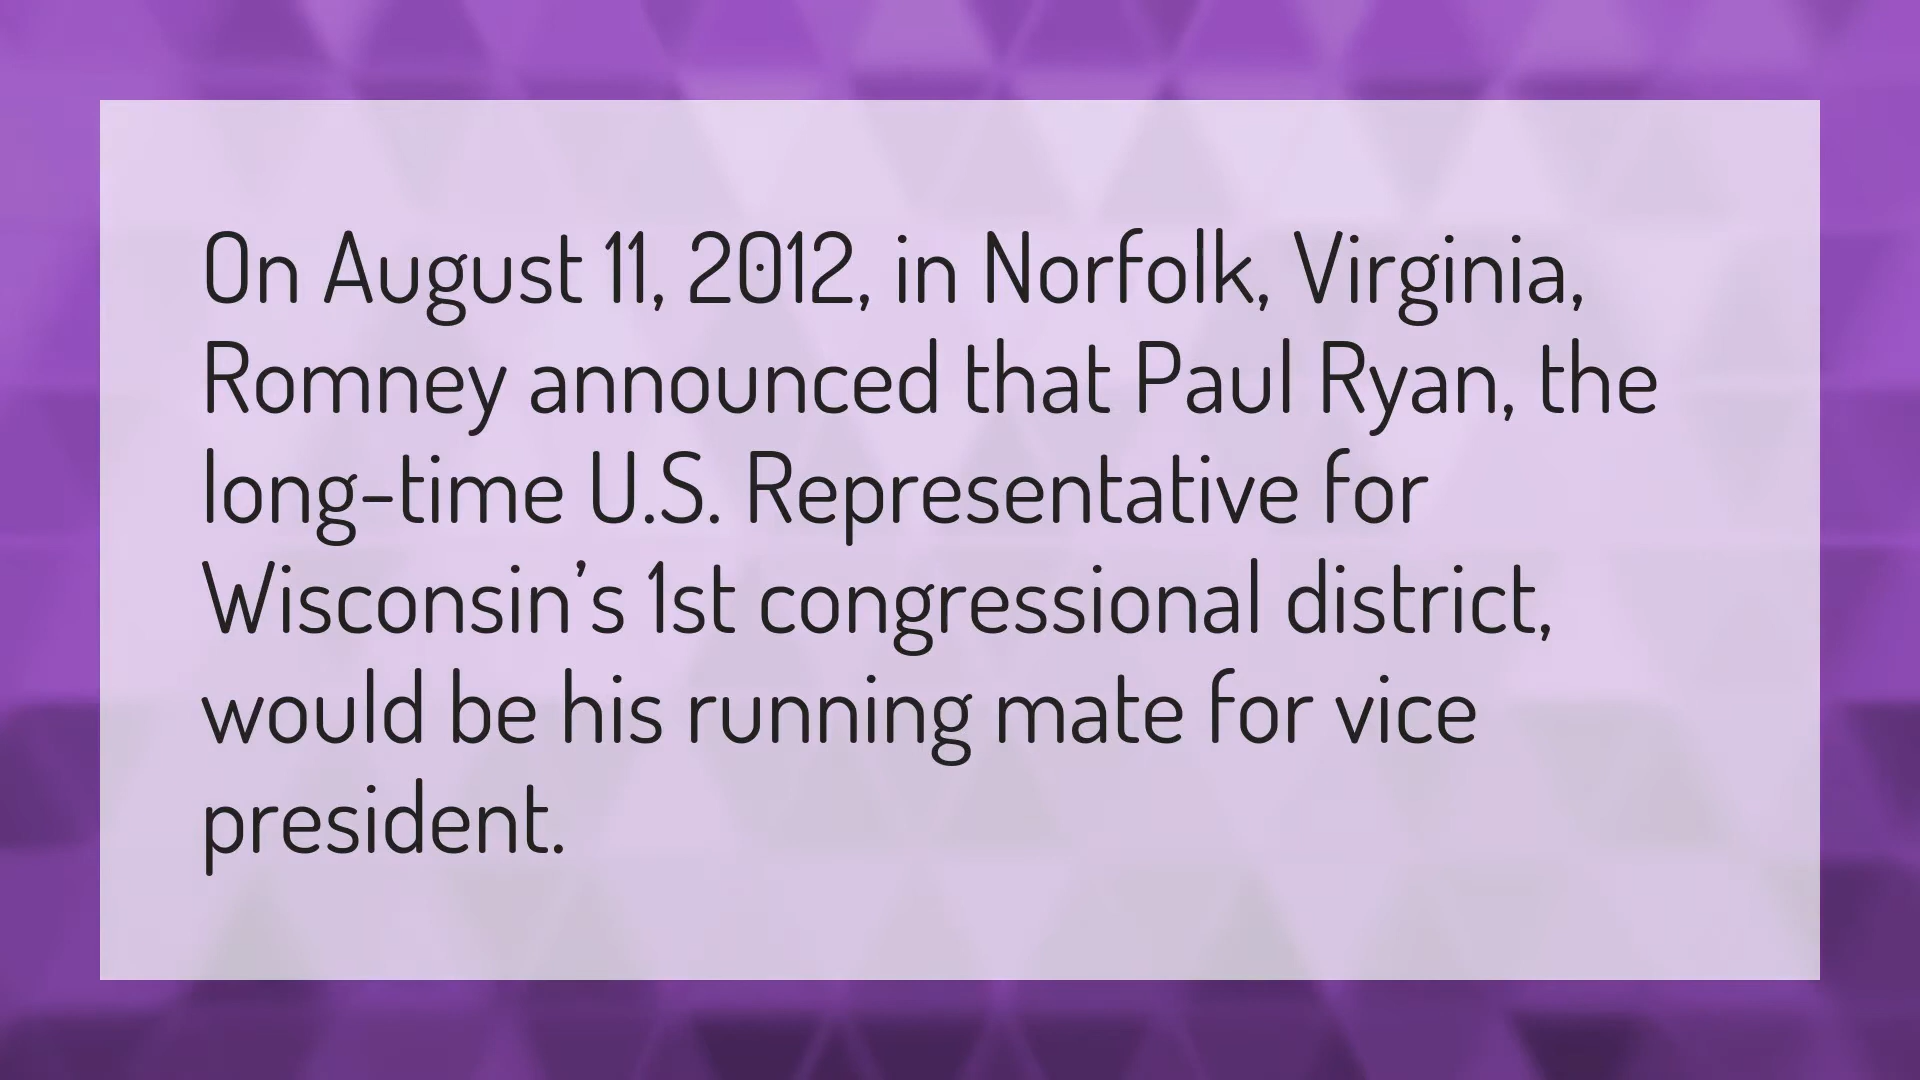 On August 11, 2012, in Norfolk, Virginia,
Romney announced that Paul Ryan, the
long-time U.S. Representative for
Wisconsin’s 1st congressional district,
would be his running mate for vice
president.